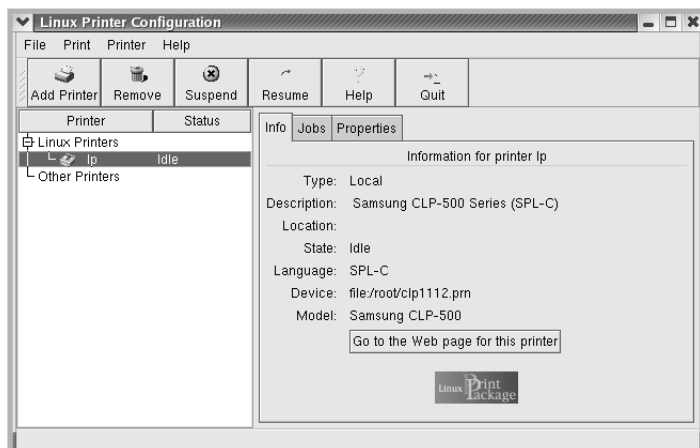 Linux Printer Configuration
File Print Printer Help
Add Printer Remove Suspend Resume Help Quit
Printer Status
Linux Printers
lp Idle
Other Printers
Info Jobs Properties
Information for printer lp
Type: Local
Description: Samsung CLP-500 Series (SPL-C)
Location:
State: Idle
Language: SPL-C
Device: file:/root/clp1112.prn
Model: Samsung CLP-500
Go to the Web page for this printer
Linux Print Package